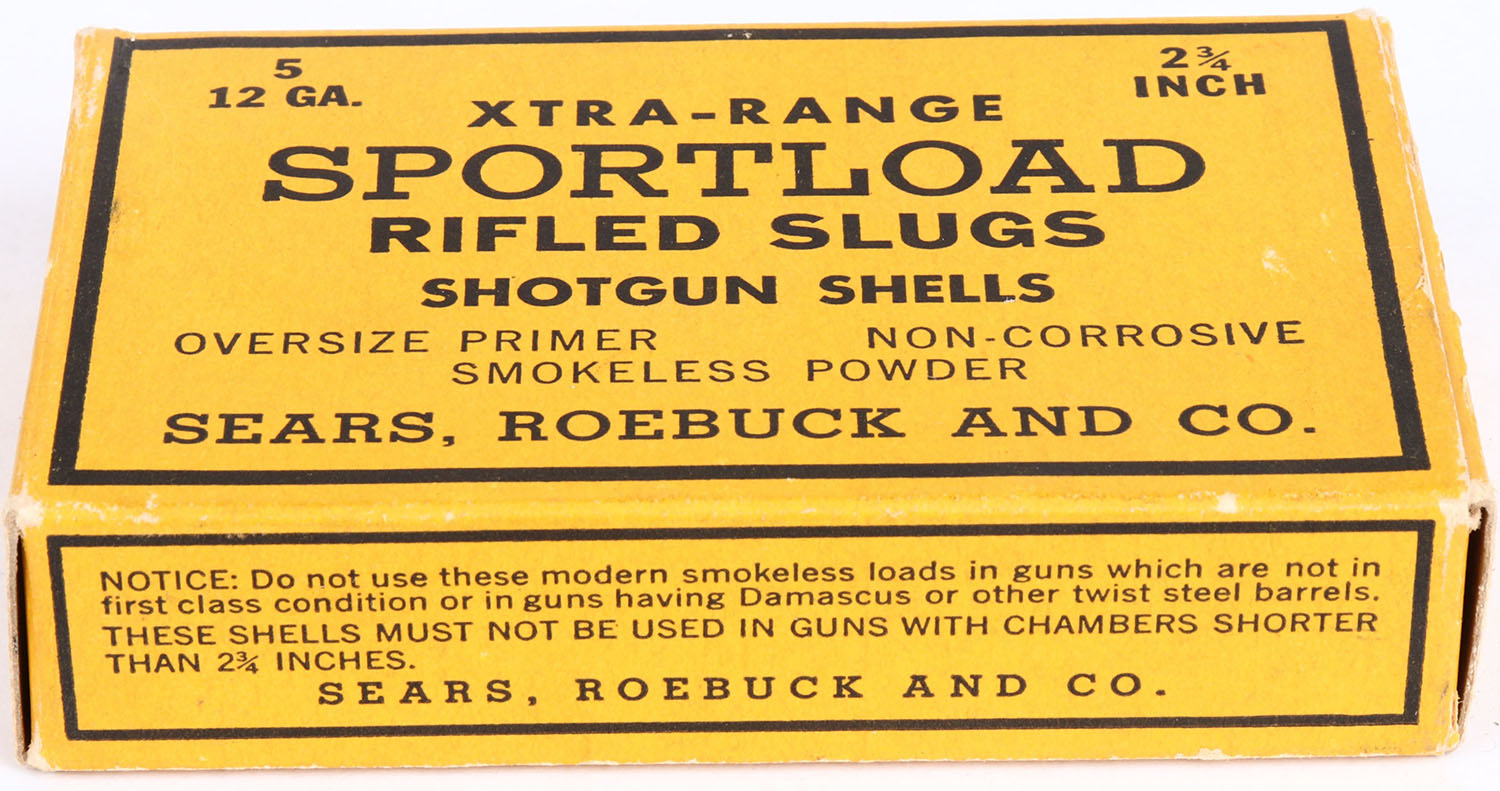 5
12 GA.
2¾
INCH
XTRA-RANGE
SPORTLOAD
RIFLED SLUGS
SHOTGUN SHELLS
OVERSIZE PRIMER NON-CORROSIVE
SMOKELESS POWDER
SEARS, ROEBUCK AND CO.
NOTICE: Do not use these modern smokeless loads in guns which are not in
first class condition or in guns having Damascus or other twist steel barrels.
THESE SHELLS MUST NOT BE USED IN GUNS WITH CHAMBERS SHORTER
THAN 2¾ INCHES.
SEARS, ROEBUCK AND CO.